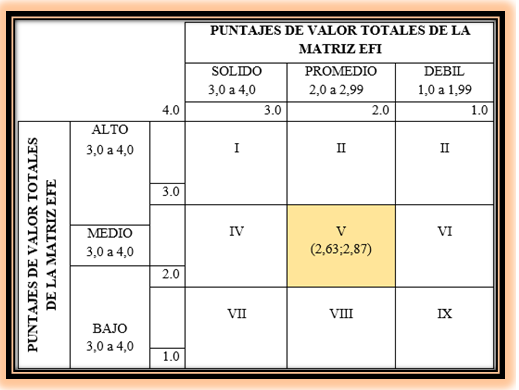 PUNTAJES DE VALOR TOTALES DE LA
MATRIZ EFI
SOLIDO
3,0 a 4,0
PROMEDIO
2,0 a 2,99
DEBIL
1,0 a 1,99
4.0
3.0
2.0
1.0
PUNTAJES DE VALOR TOTALES
DE LA MATRIZ EFE
ALTO
3,0 a 4,0
3.0
I
II
II
MEDIO
3,0 a 4,0
2.0
IV
V
(2,63;2,87)
VI
BAJO
3,0 a 4,0
1.0
VII
VIII
IX